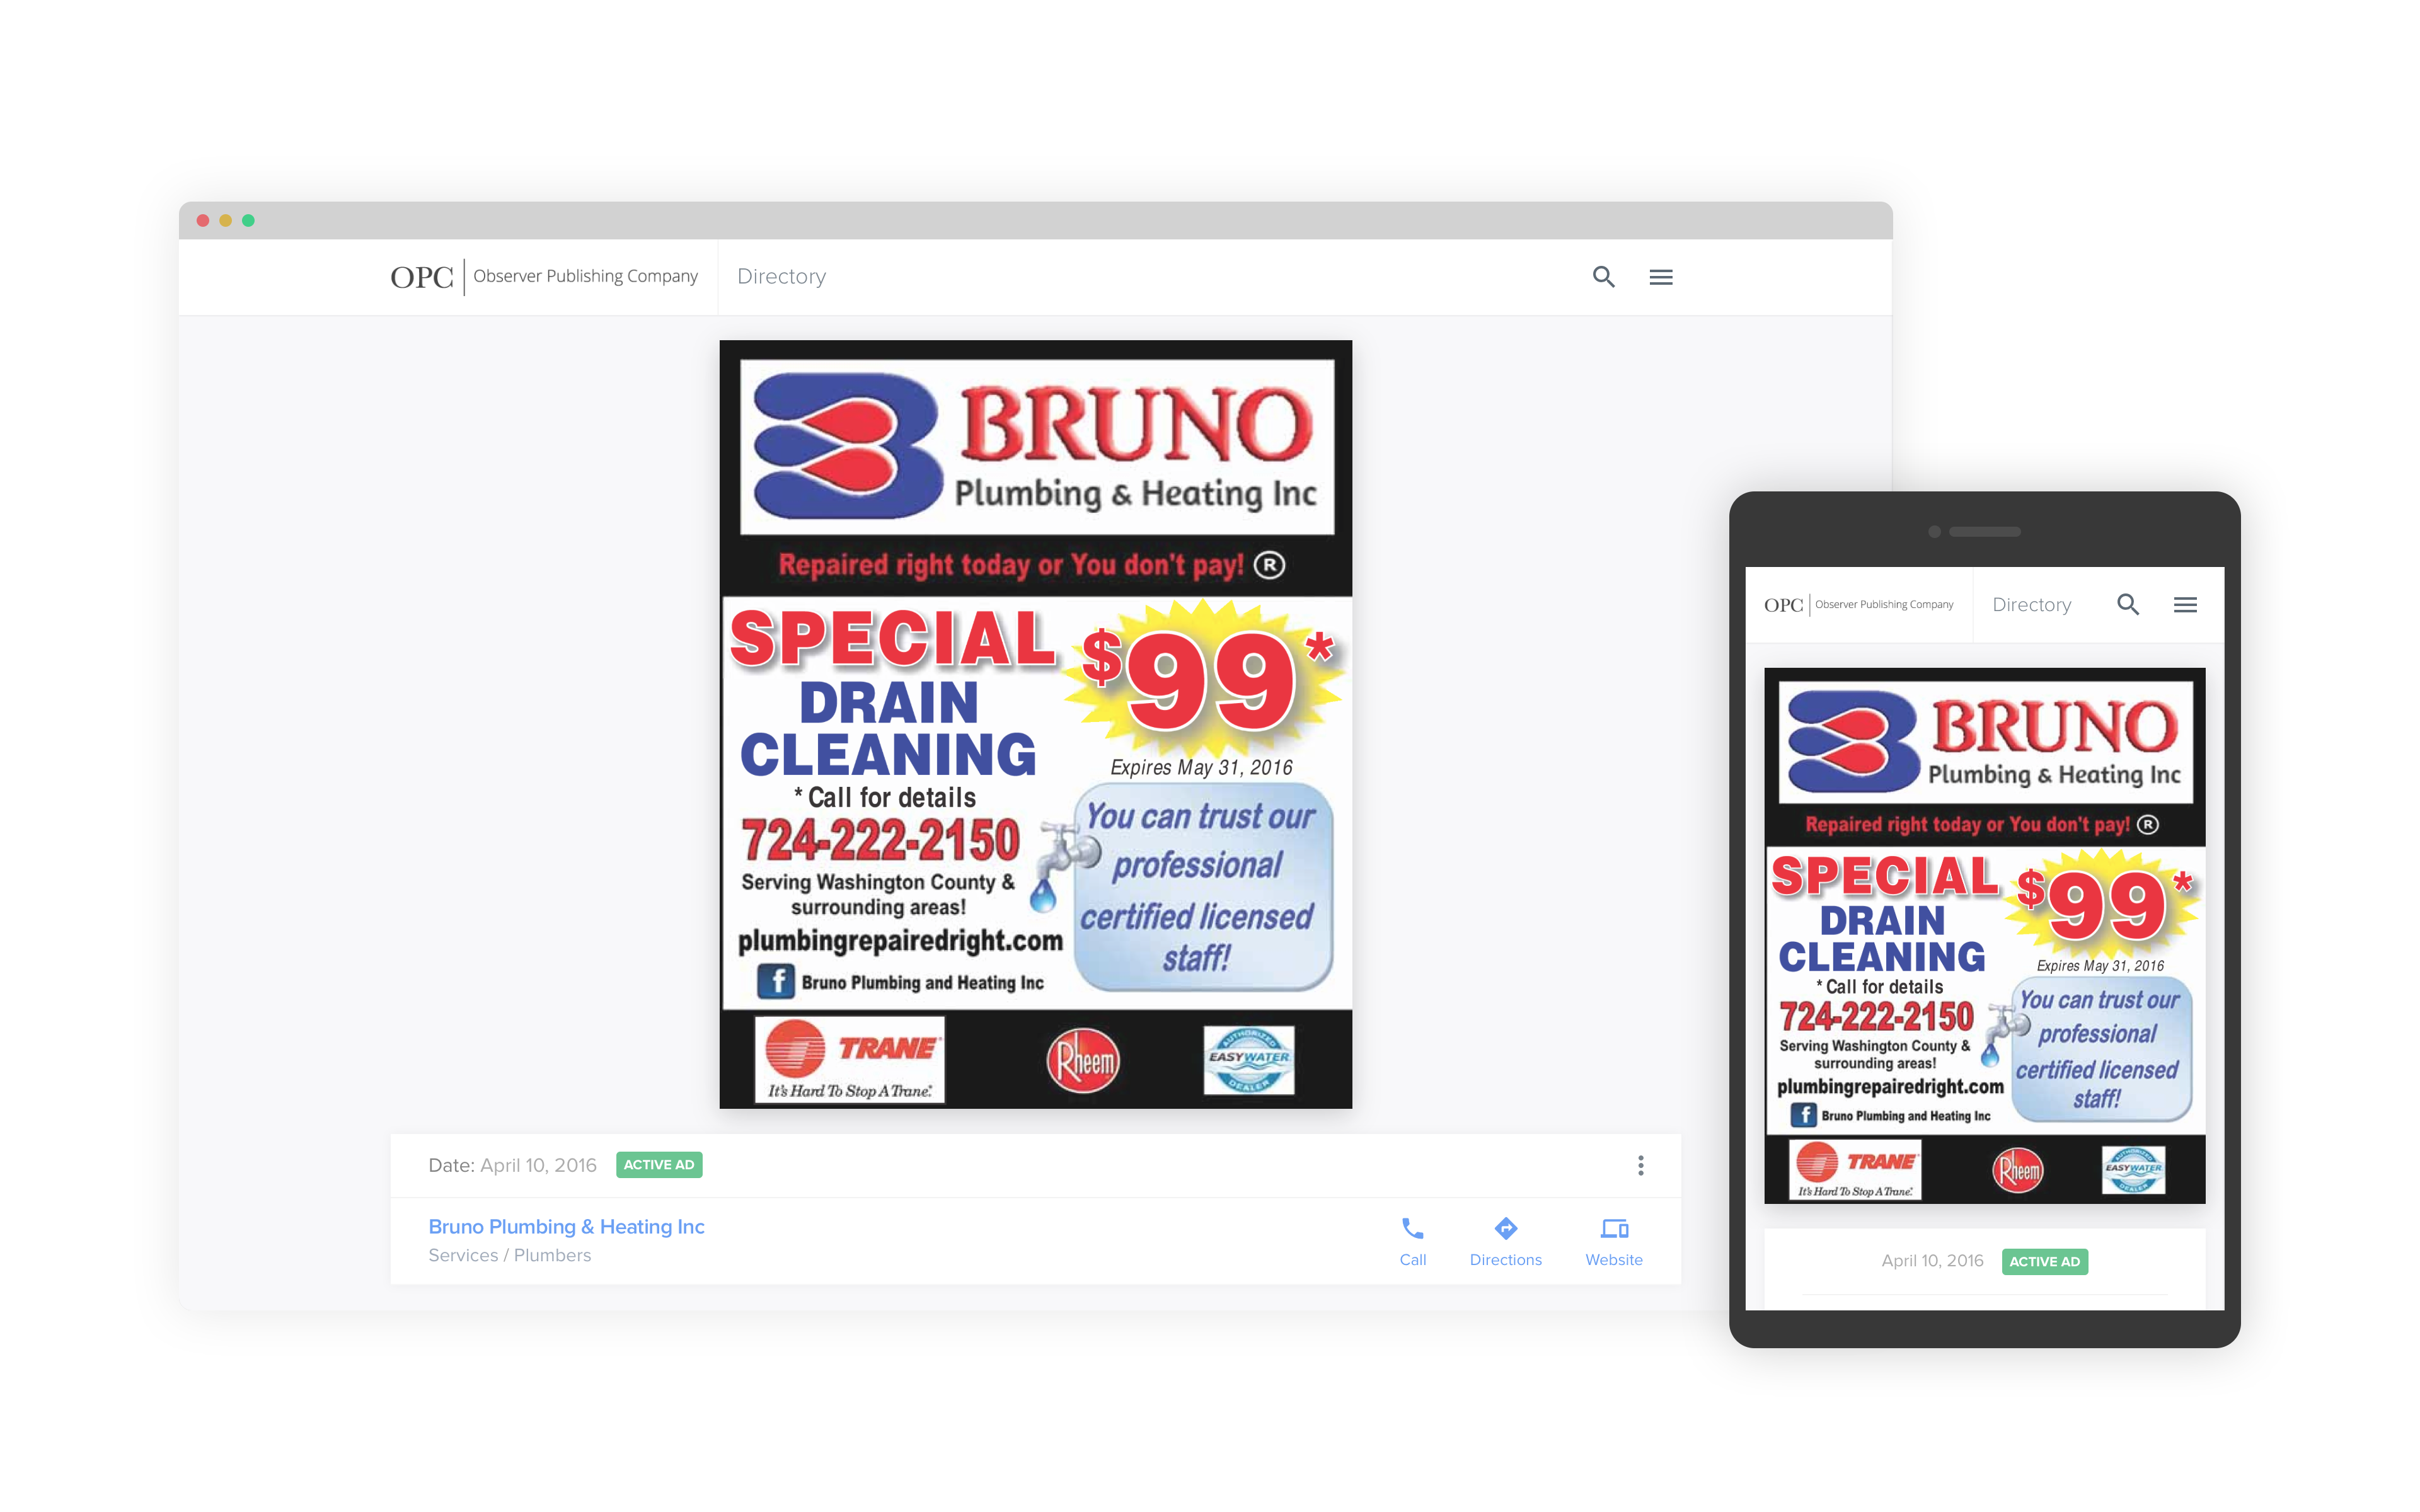 OPC | Observer Publishing Company
Directory
BRUNO
Plumbing & Heating Inc
Repaired right today or You don't pay! ®
SPECIAL
$99*
DRAIN
CLEANING
Expires May 31, 2016
* Call for details
724-222-2150
Serving Washington County &
surrounding areas!
plumbingrepairedright.com
f Bruno Plumbing and Heating Inc
You can trust our
professional
certified licensed
staff!
TRANE
It's Hard To Stop A Trane.
Rheem
AUTHORIZED
EASYWATER
DEALER
Date: April 10, 2016 ACTIVE AD
Bruno Plumbing & Heating Inc
Services / Plumbers
Call
Directions
Website
OPC | Observer Publishing Company
Directory
BRUNO
Plumbing & Heating Inc
Repaired right today or You don't pay! ®
SPECIAL
$99*
DRAIN
CLEANING
Expires May 31, 2016
* Call for details
724-222-2150
Serving Washington County &
surrounding areas!
plumbingrepairedright.com
f Bruno Plumbing and Heating Inc
You can trust our
professional
certified licensed
staff!
TRANE
It's Hard To Stop A Trane.
Rheem
AUTHORIZED
EASYWATER
DEALER
April 10, 2016 ACTIVE AD